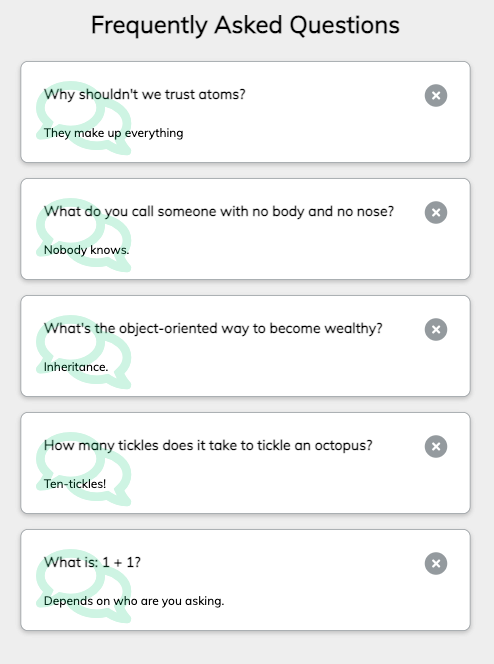 Frequently Asked Questions
Why shouldn't we trust atoms?
They make up everything
What do you call someone with no body and no nose?
Nobody knows.
What's the object-oriented way to become wealthy?
Inheritance.
How many tickles does it take to tickle an octopus?
Ten-tickles!
What is: 1 + 1?
Depends on who are you asking.